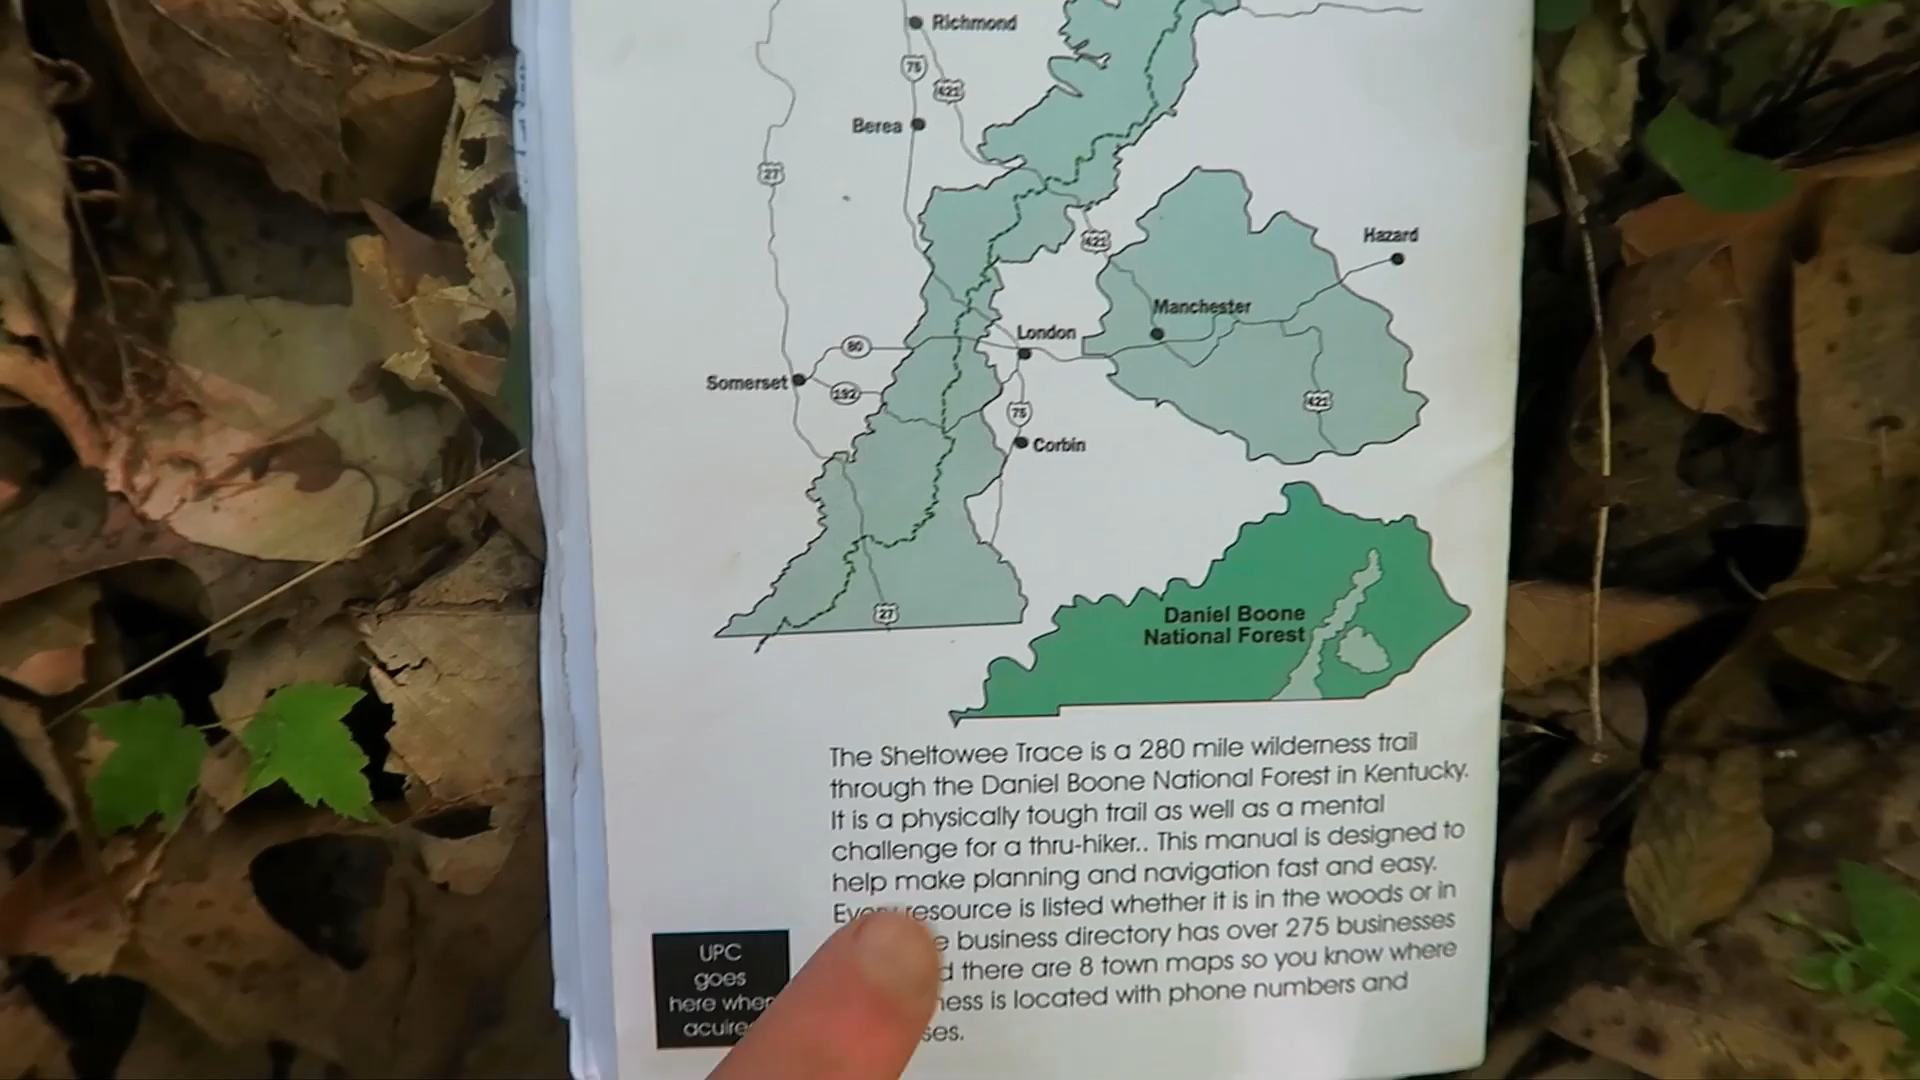 Richmond
75
421
Berea
27
421
Hazard
Manchester
London
80
Somerset
192
75
421
Corbin
27
Daniel Boone
National Forest
The Sheltowee Trace is a 280 mile wilderness trail
through the Daniel Boone National Forest in Kentucky.
It is a physically tough trail as well as a mental
challenge for a thru-hiker.. This manual is designed to
help make planning and navigation fast and easy.
resource is listed whether it is in the woods or in
business directory has over 275 businesses
there are 8 town maps so you know where
is located with phone numbers and
UPC
goes
here